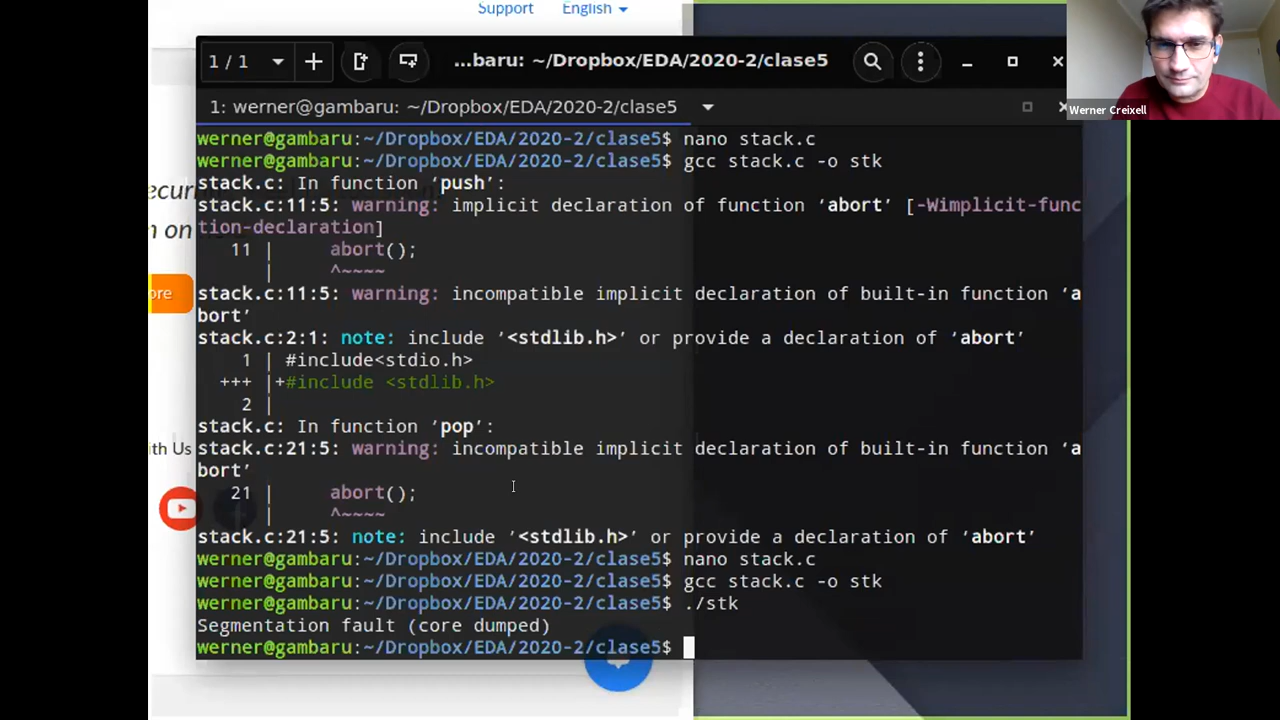 Support
English
1 / 1
...baru: ~/Dropbox/EDA/2020-2/clase5
Werner Creixell
1: werner@gambaru: ~/Dropbox/EDA/2020-2/clase5
werner@gambaru:~/Dropbox/EDA/2020-2/clase5$ nano stack.c
werner@gambaru:~/Dropbox/EDA/2020-2/clase5$ gcc stack.c -o stk
stack.c: In function ‘push’:
stack.c:11:5: warning: implicit declaration of function ‘abort’ [-Wimplicit-func
tion-declaration]
11 | abort();
| ^~~~~
stack.c:11:5: warning: incompatible implicit declaration of built-in function ‘a
bort’
stack.c:2:1: note: include ‘<stdlib.h>’ or provide a declaration of ‘abort’
1 | #include<stdio.h>
+++ |+#include <stdlib.h>
2 |
stack.c: In function ‘pop’:
stack.c:21:5: warning: incompatible implicit declaration of built-in function ‘a
bort’
21 | abort();
| ^~~~~
stack.c:21:5: note: include ‘<stdlib.h>’ or provide a declaration of ‘abort’
werner@gambaru:~/Dropbox/EDA/2020-2/clase5$ nano stack.c
werner@gambaru:~/Dropbox/EDA/2020-2/clase5$ gcc stack.c -o stk
werner@gambaru:~/Dropbox/EDA/2020-2/clase5$ ./stk
Segmentation fault (core dumped)
werner@gambaru:~/Dropbox/EDA/2020-2/clase5$
ecuri
n on
ore
ith Us